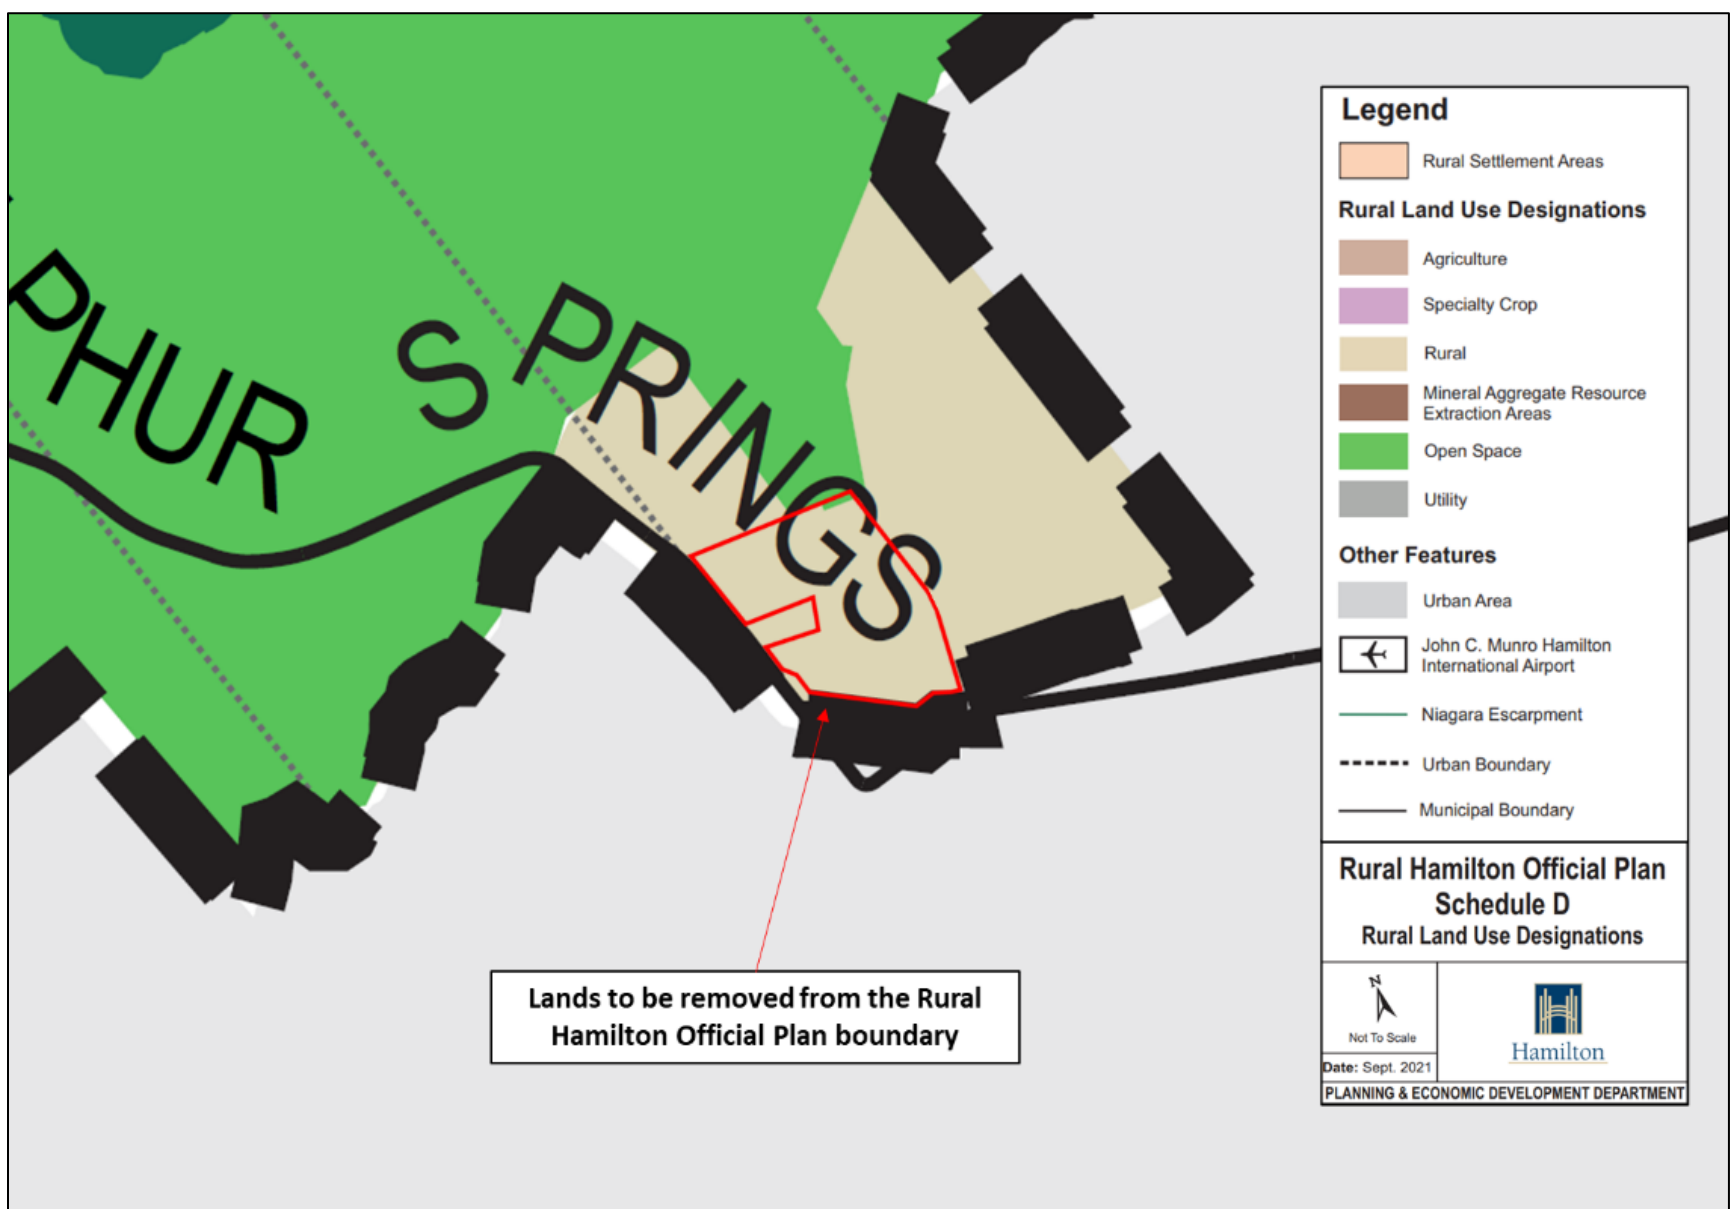 PHUR SPRINGS
Legend
Rural Settlement Areas
Rural Land Use Designations
Agriculture
Specialty Crop
Rural
Mineral Aggregate Resource
Extraction Areas
Open Space
Utility
Other Features
Urban Area
John C. Munro Hamilton
International Airport
Niagara Escarpment
Urban Boundary
Municipal Boundary
Rural Hamilton Official Plan
Schedule D
Rural Land Use Designations
N
Not To Scale
Date: Sept. 2021
Hamilton
PLANNING & ECONOMIC DEVELOPMENT DEPARTMENT
Lands to be removed from the Rural
Hamilton Official Plan boundary